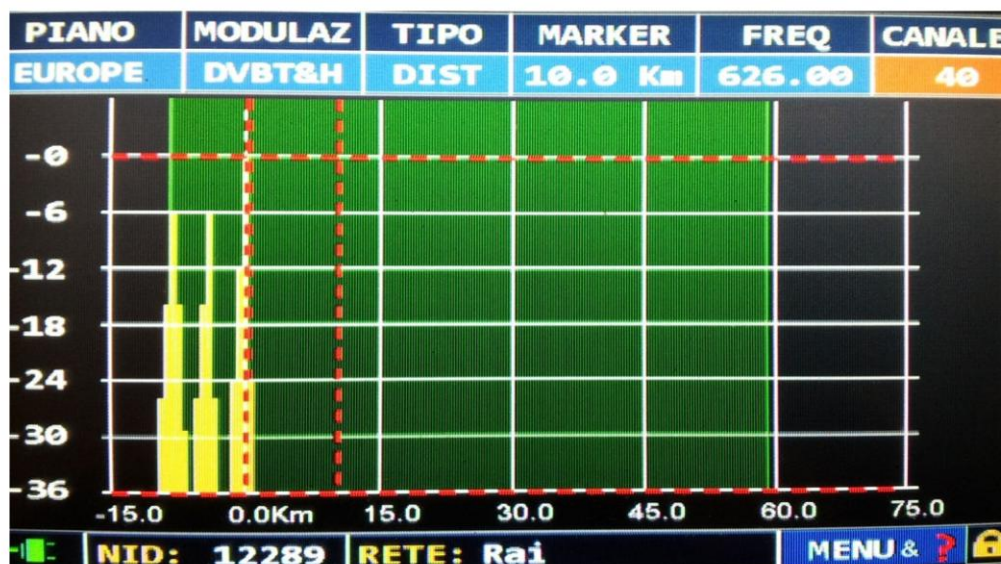 PIANO MODULAZ TIPO MARKER FREQ CANALE
EUROPE DVBT&H DIST 10.0 Km 626.00 40
-0
-6
-12
-18
-24
-30
-36
-15.0 0.0Km 15.0 30.0 45.0 60.0 75.0
NID: 12289 RETE: Rai MENU & ?